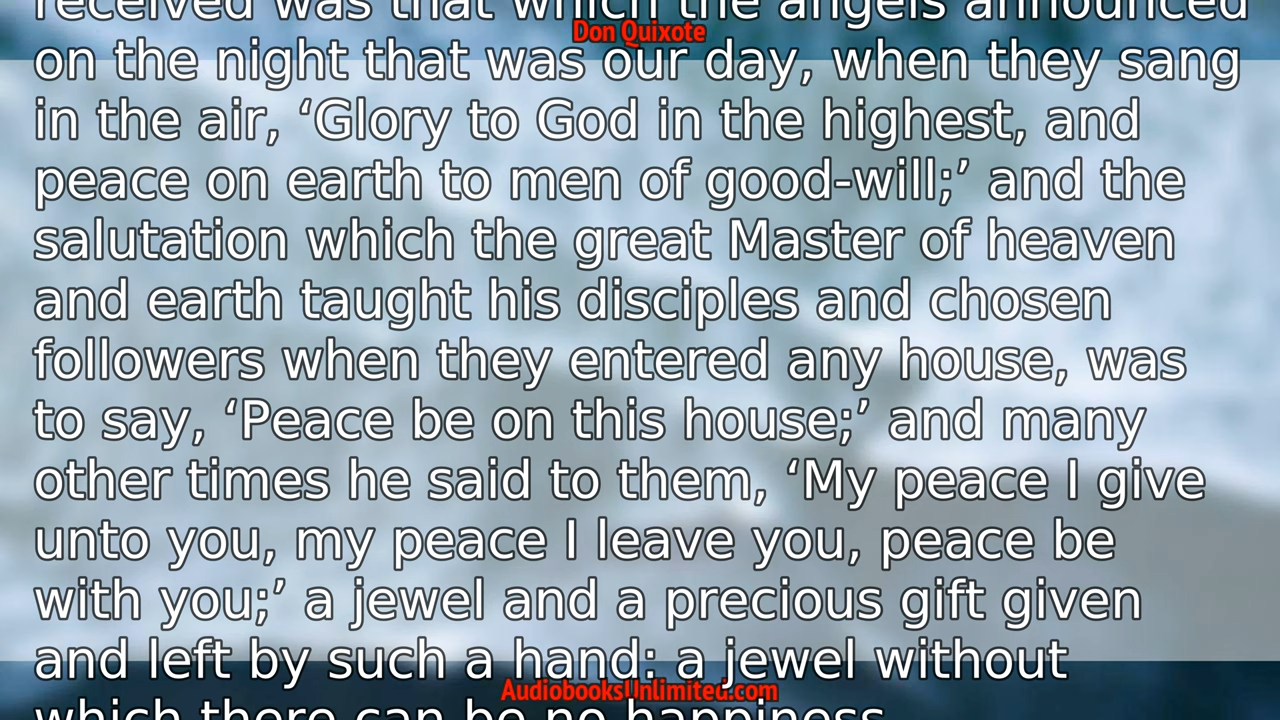 received was that which the angels announced
Don Quixote
on the night that was our day, when they sang
in the air, ‘Glory to God in the highest, and
peace on earth to men of good-will;’ and the
salutation which the great Master of heaven
and earth taught his disciples and chosen
followers when they entered any house, was
to say, ‘Peace be on this house;’ and many
other times he said to them, ‘My peace I give
unto you, my peace I leave you, peace be
with you;’ a jewel and a precious gift given
and left by such a hand: a jewel without
AudiobooksUnlimited.com
which there can be no happiness